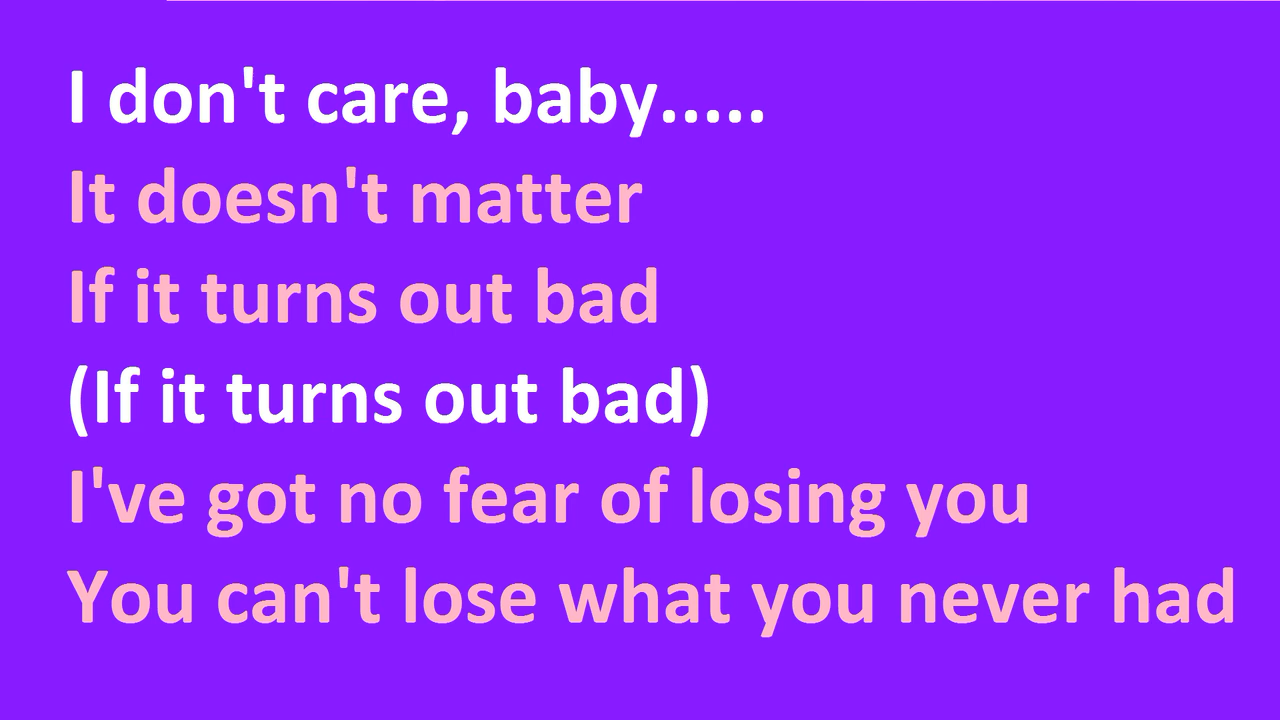 I don't care, baby.....
It doesn't matter
If it turns out bad
(If it turns out bad)
I've got no fear of losing you
You can't lose what you never had